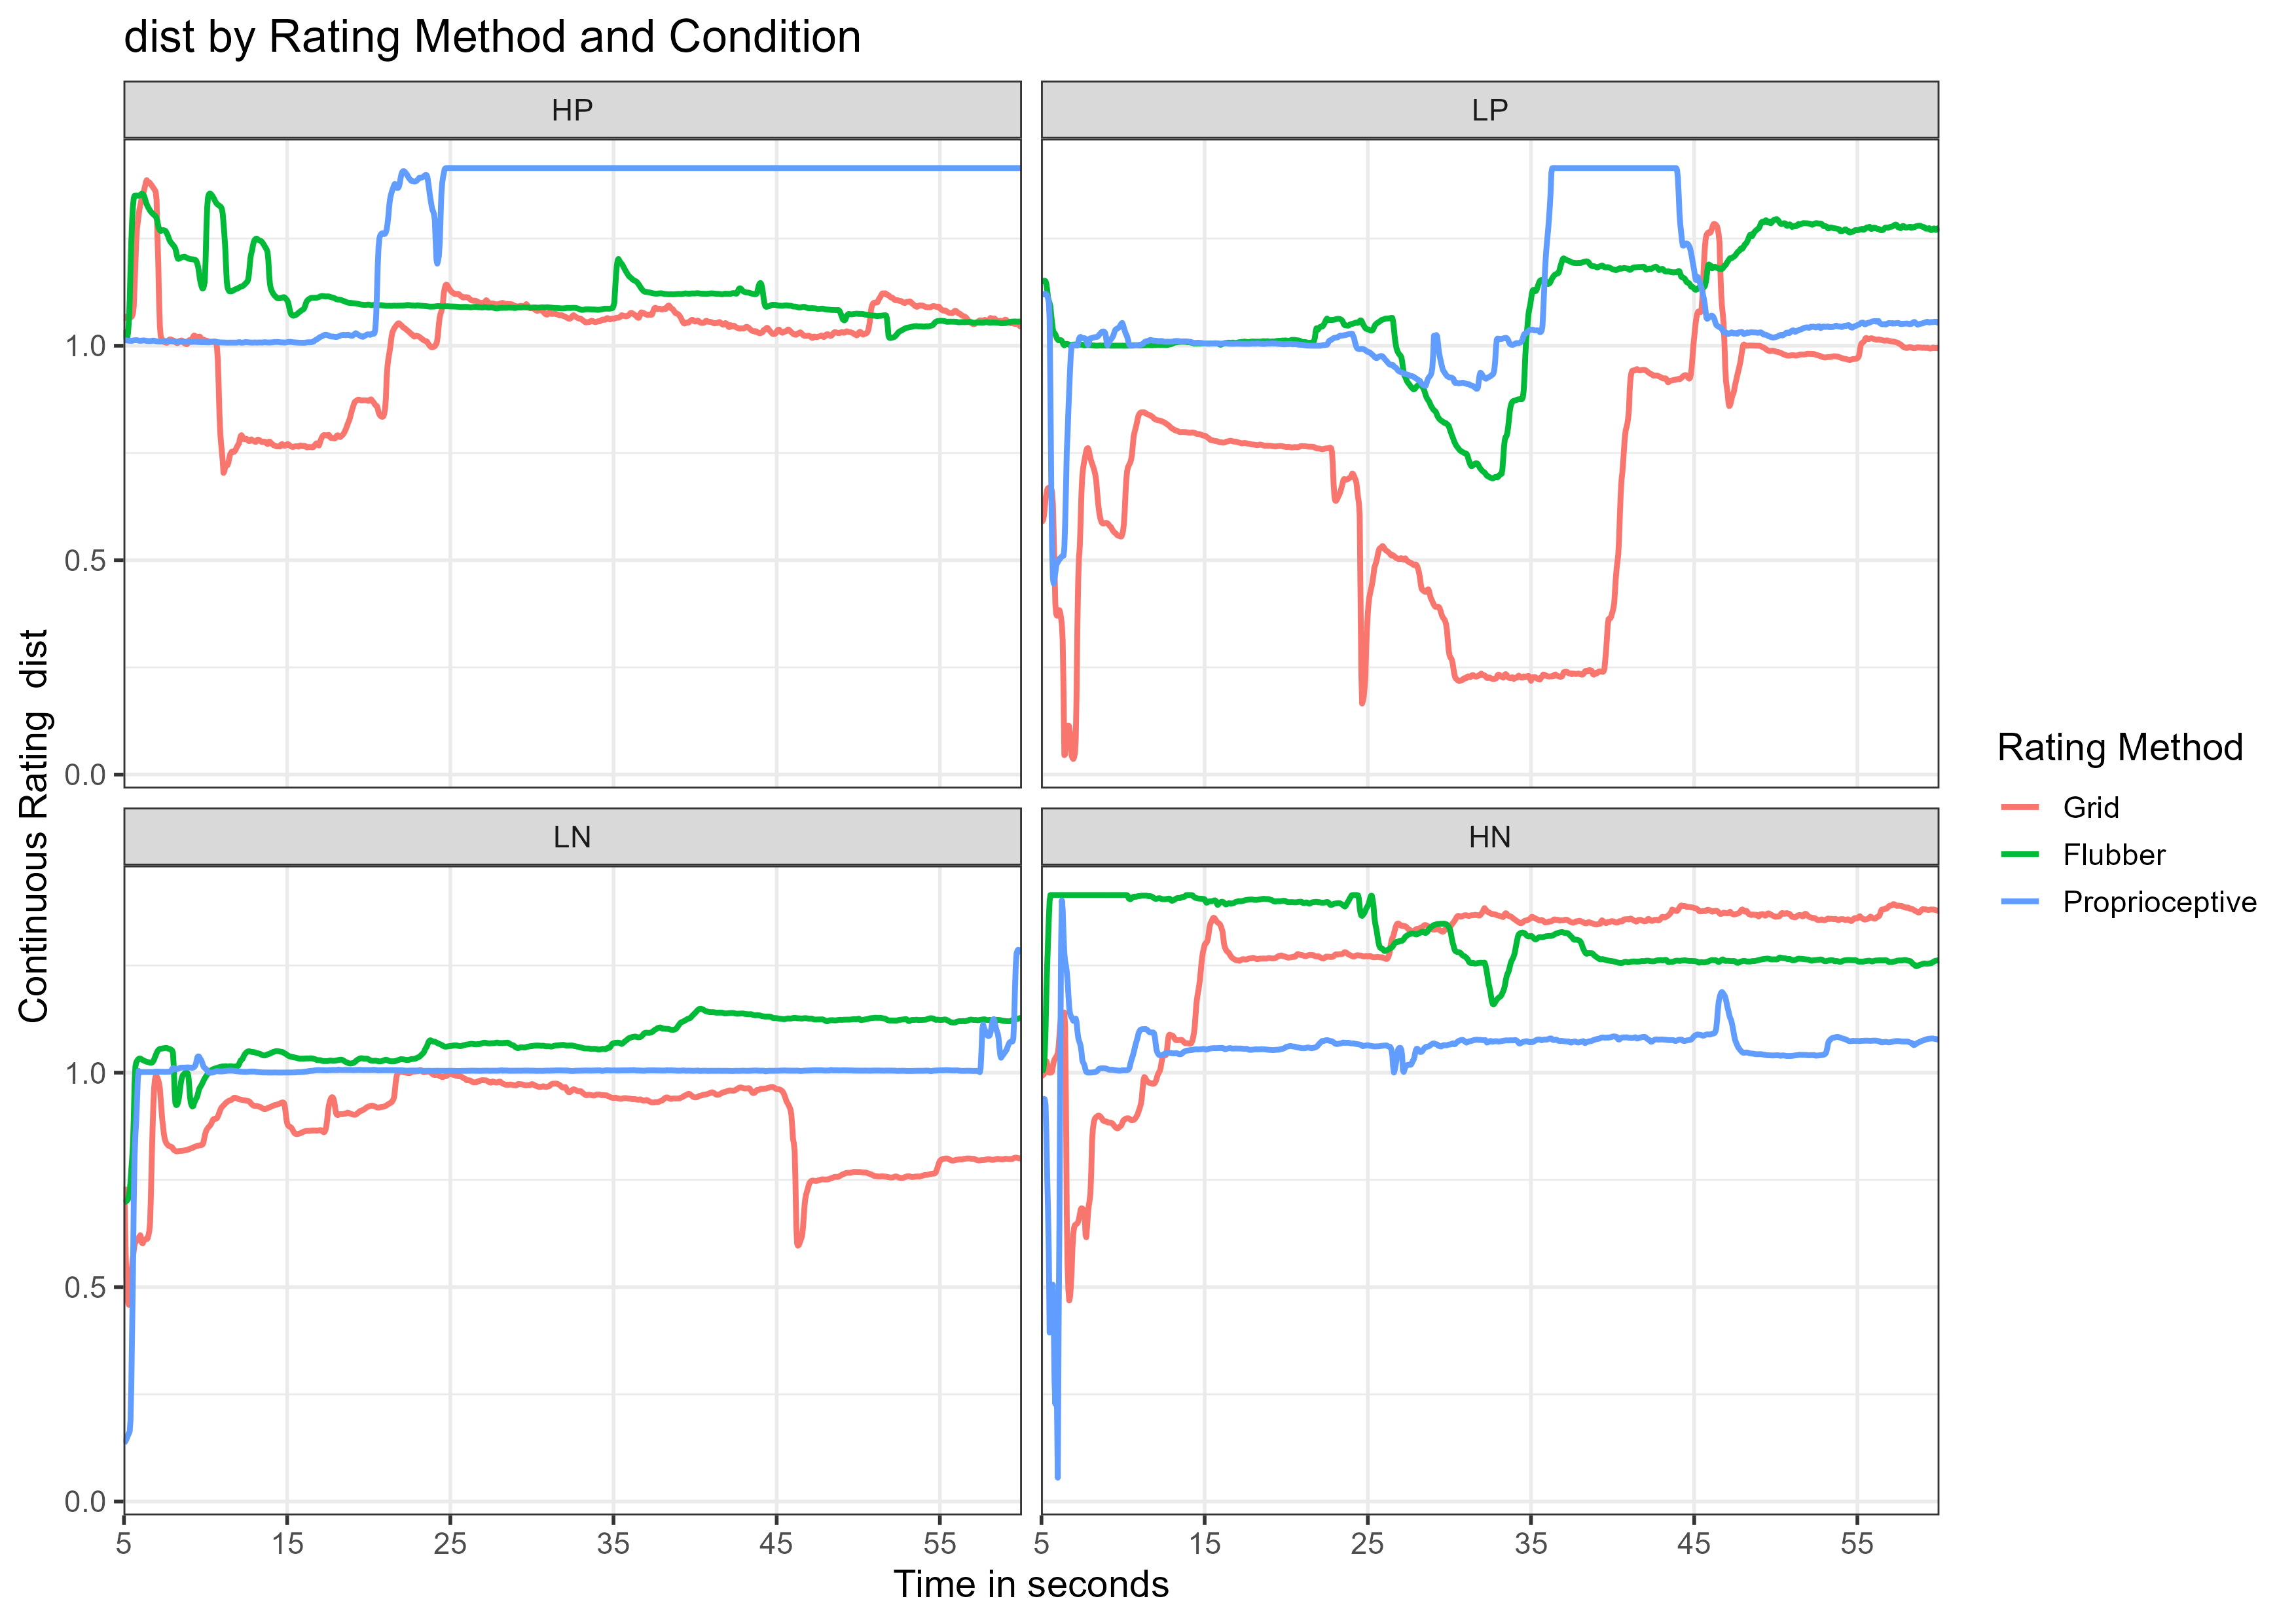 dist by Rating Method and Condition
HP
LP
1.0
0.5
0.0
LN
HN
1.0
0.5
0.0
5 15 25 35 45 55
5 15 25 35 45 55
Time in seconds
Continuous Rating  dist
Rating Method
Grid
Flubber
Proprioceptive